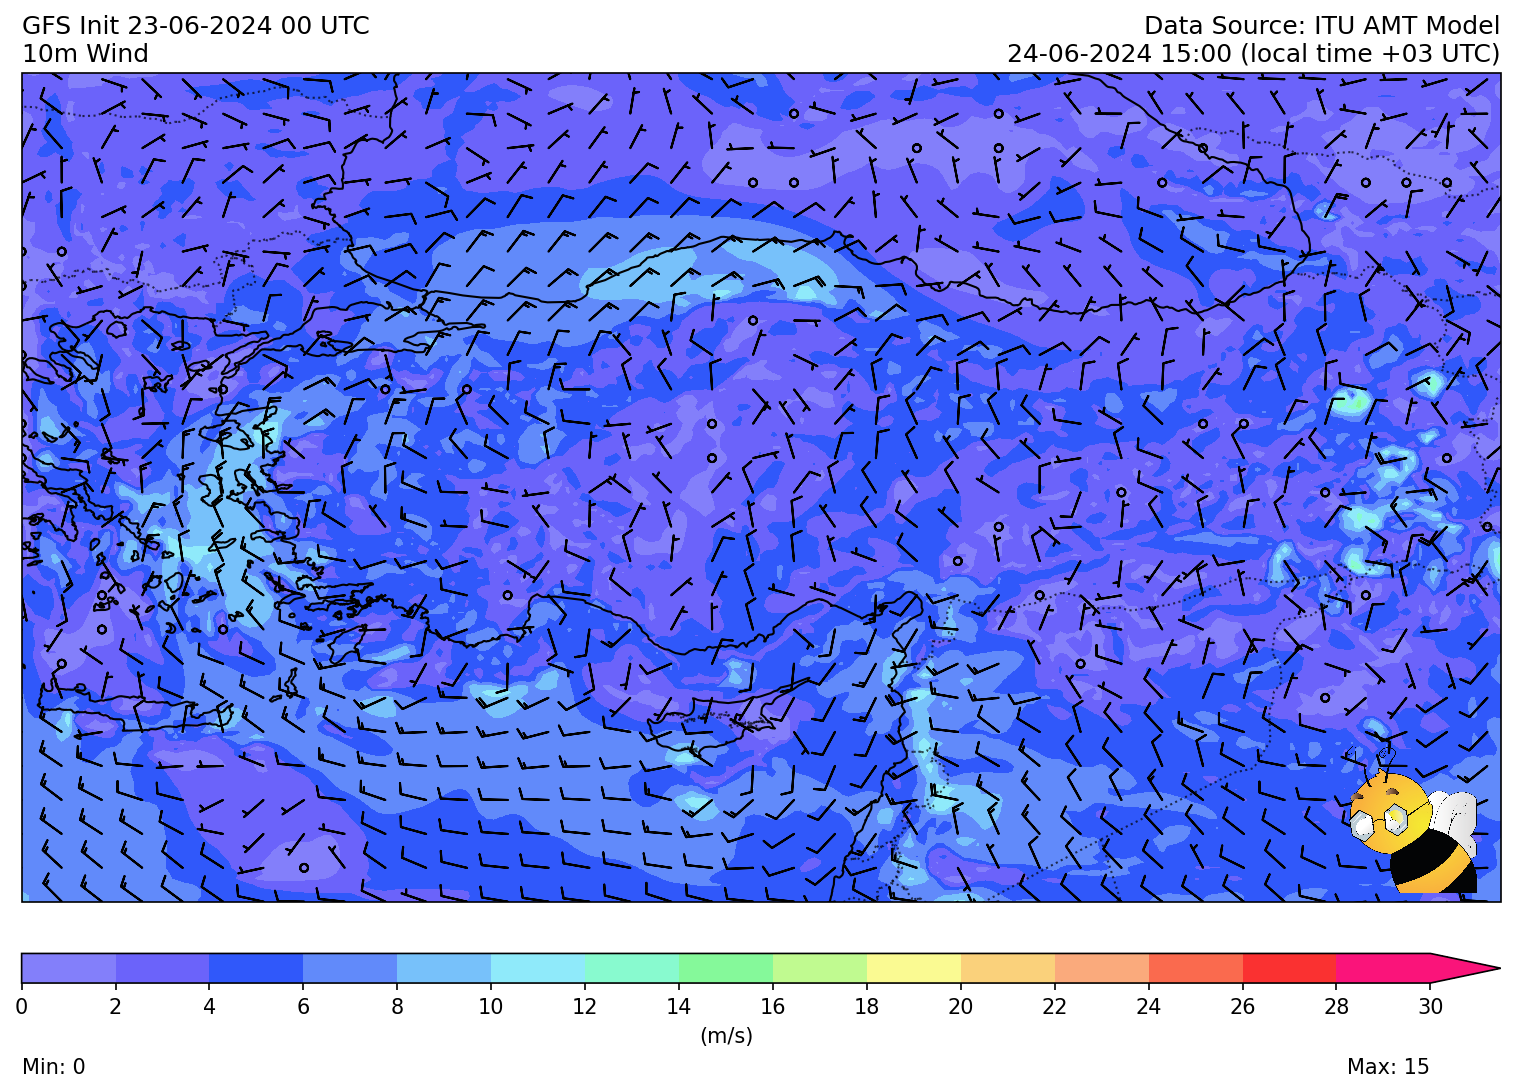 GFS Init 23-06-2024 00 UTC
Data Source: ITU AMT Model
10m Wind
24-06-2024 15:00 (local time +03 UTC)
0 2 4 6 8 10 12 14 16 18 20 22 24 26 28 30
(m/s)
Min: 0
Max: 15